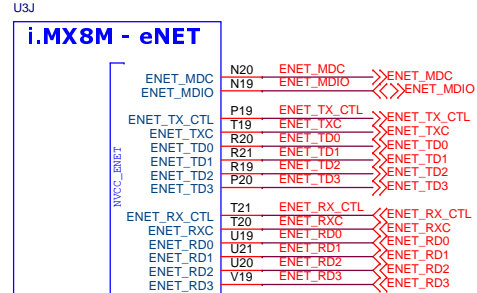 U3J
i.MX8M - eNET
NVCC_ENET
ENET_MDC N20 ENET_MDC ENET_MDC
ENET_MDIO N19 ENET_MDIO ENET_MDIO
ENET_TX_CTL P19 ENET_TX_CTL ENET_TX_CTL
ENET_TXC T19 ENET_TXC ENET_TXC
ENET_TD0 R20 ENET_TD0 ENET_TD0
ENET_TD1 R21 ENET_TD1 ENET_TD1
ENET_TD2 R19 ENET_TD2 ENET_TD2
ENET_TD3 P20 ENET_TD3 ENET_TD3
ENET_RX_CTL T21 ENET_RX_CTL ENET_RX_CTL
ENET_RXC T20 ENET_RXC ENET_RXC
ENET_RD0 U19 ENET_RD0 ENET_RD0
ENET_RD1 U21 ENET_RD1 ENET_RD1
ENET_RD2 U20 ENET_RD2 ENET_RD2
ENET_RD3 V19 ENET_RD3 ENET_RD3